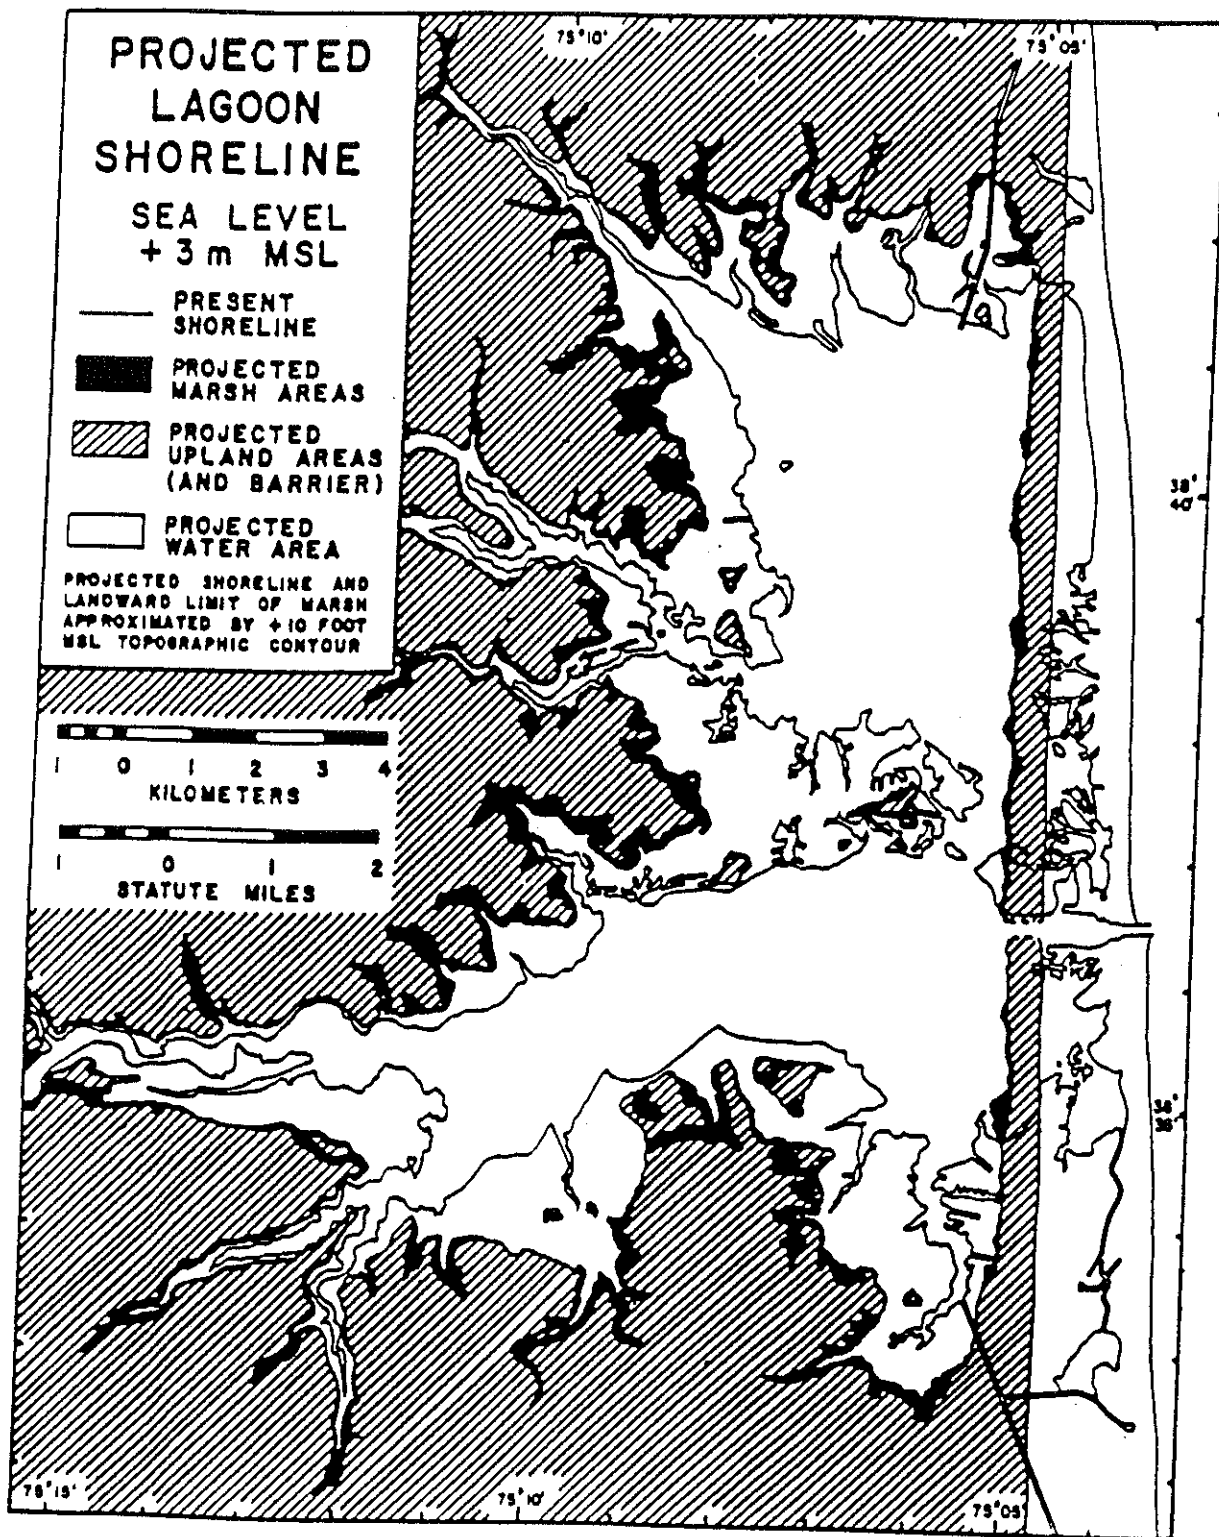 PROJECTED
LAGOON
SHORELINE
SEA LEVEL
+ 3 m MSL
PRESENT
SHORELINE
PROJECTED
MARSH AREAS
PROJECTED
UPLAND AREAS
(AND BARRIER)
PROJECTED
WATER AREA
PROJECTED SHORELINE AND
LANDWARD LIMIT OF MARSH
APPROXIMATED BY +10 FOOT
MSL TOPOGRAPHIC CONTOUR
1 0 1 2 3 4
KILOMETERS
1 0 1 2
STATUTE MILES
75°10'
75°05'
38°
40'
38°
36'
75°15'
75°10'
75°05'